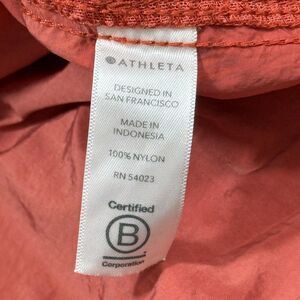 ATHLETA
DESIGNED IN
SAN FRANCISCO
MADE IN
INDONESIA
100% NYLON
RN 54023
Certified
B
Corporation